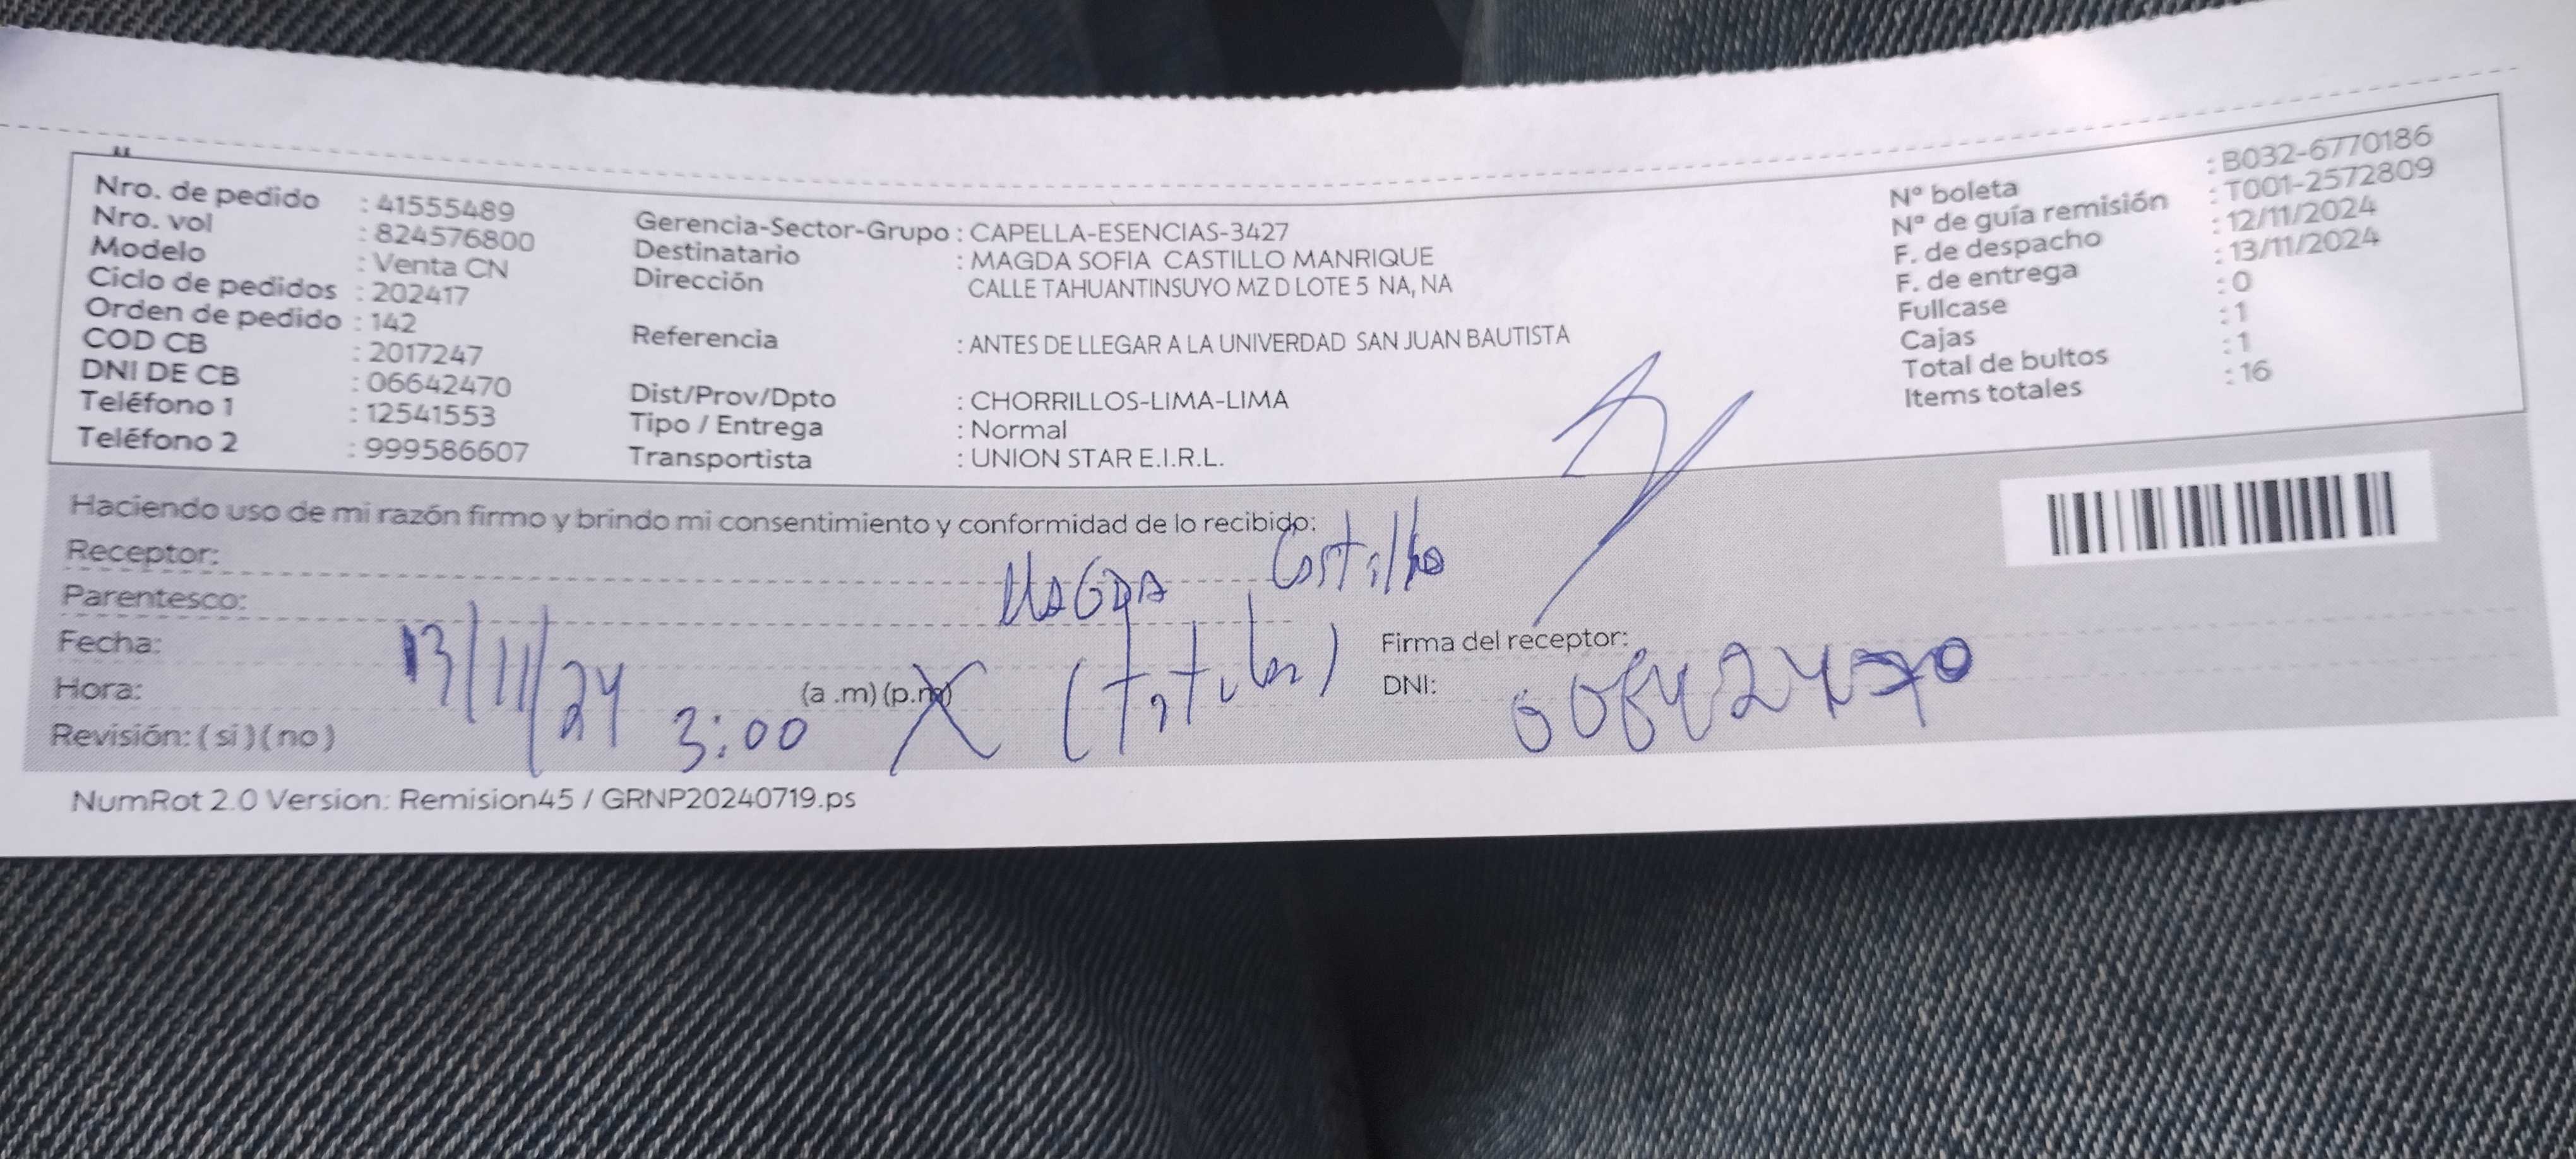 Nro. de pedido : 41555489
Nro. vol : 824576800
Modelo : Venta CN
Ciclo de pedidos : 202417
Orden de pedido : 142
COD CB : 2017247
DNI DE CB : 06642470
Teléfono 1 : 12541553
Teléfono 2 : 999586607
Gerencia-Sector-Grupo : CAPELLA-ESENCIAS-3427
Destinatario : MAGDA SOFIA CASTILLO MANRIQUE
Dirección CALLE TAHUANTINSUYO MZ D LOTE 5 NA, NA
Referencia : ANTES DE LLEGAR A LA UNIVERDAD SAN JUAN BAUTISTA
Dist/Prov/Dpto : CHORRILLOS-LIMA-LIMA
Tipo / Entrega : Normal
Transportista : UNION STAR E.I.R.L.
Nº boleta : B032-6770186
Nº de guía remisión : T001-2572809
F. de despacho : 12/11/2024
F. de entrega : 13/11/2024
Fullcase : 0
Cajas : 1
Total de bultos : 1
Items totales : 16
Haciendo uso de mi razón firmo y brindo mi consentimiento y conformidad de lo recibido:
Receptor: MAGDA Castillo
Parentesco: (titular)
Fecha: 13/11/24
Hora: 3:00 (a .m) (p.m) X
Revisión: ( si ) ( no )
Firma del receptor:
DNI:
NumRot 2.0 Version: Remision45 / GRNP20240719.ps